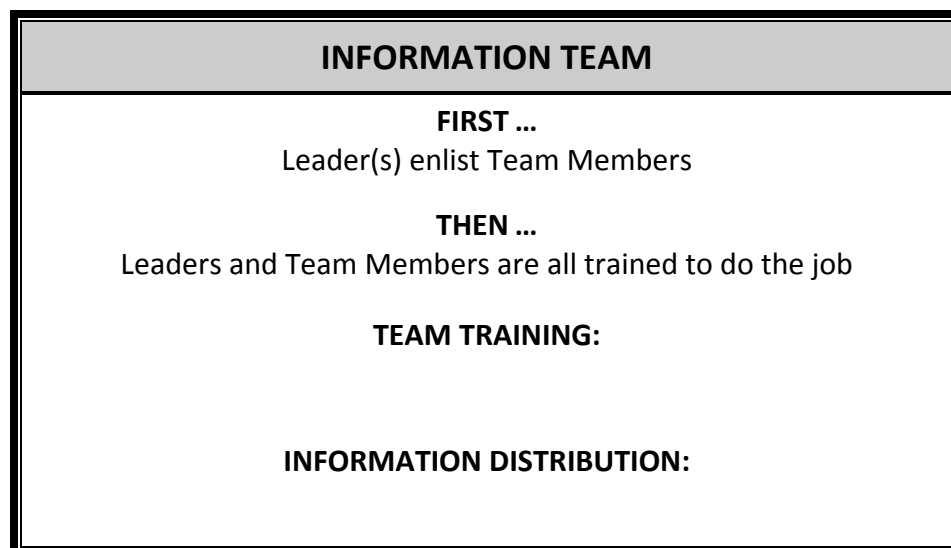 INFORMATION TEAM
FIRST …
Leader(s) enlist Team Members
THEN …
Leaders and Team Members are all trained to do the job
TEAM TRAINING:
INFORMATION DISTRIBUTION: